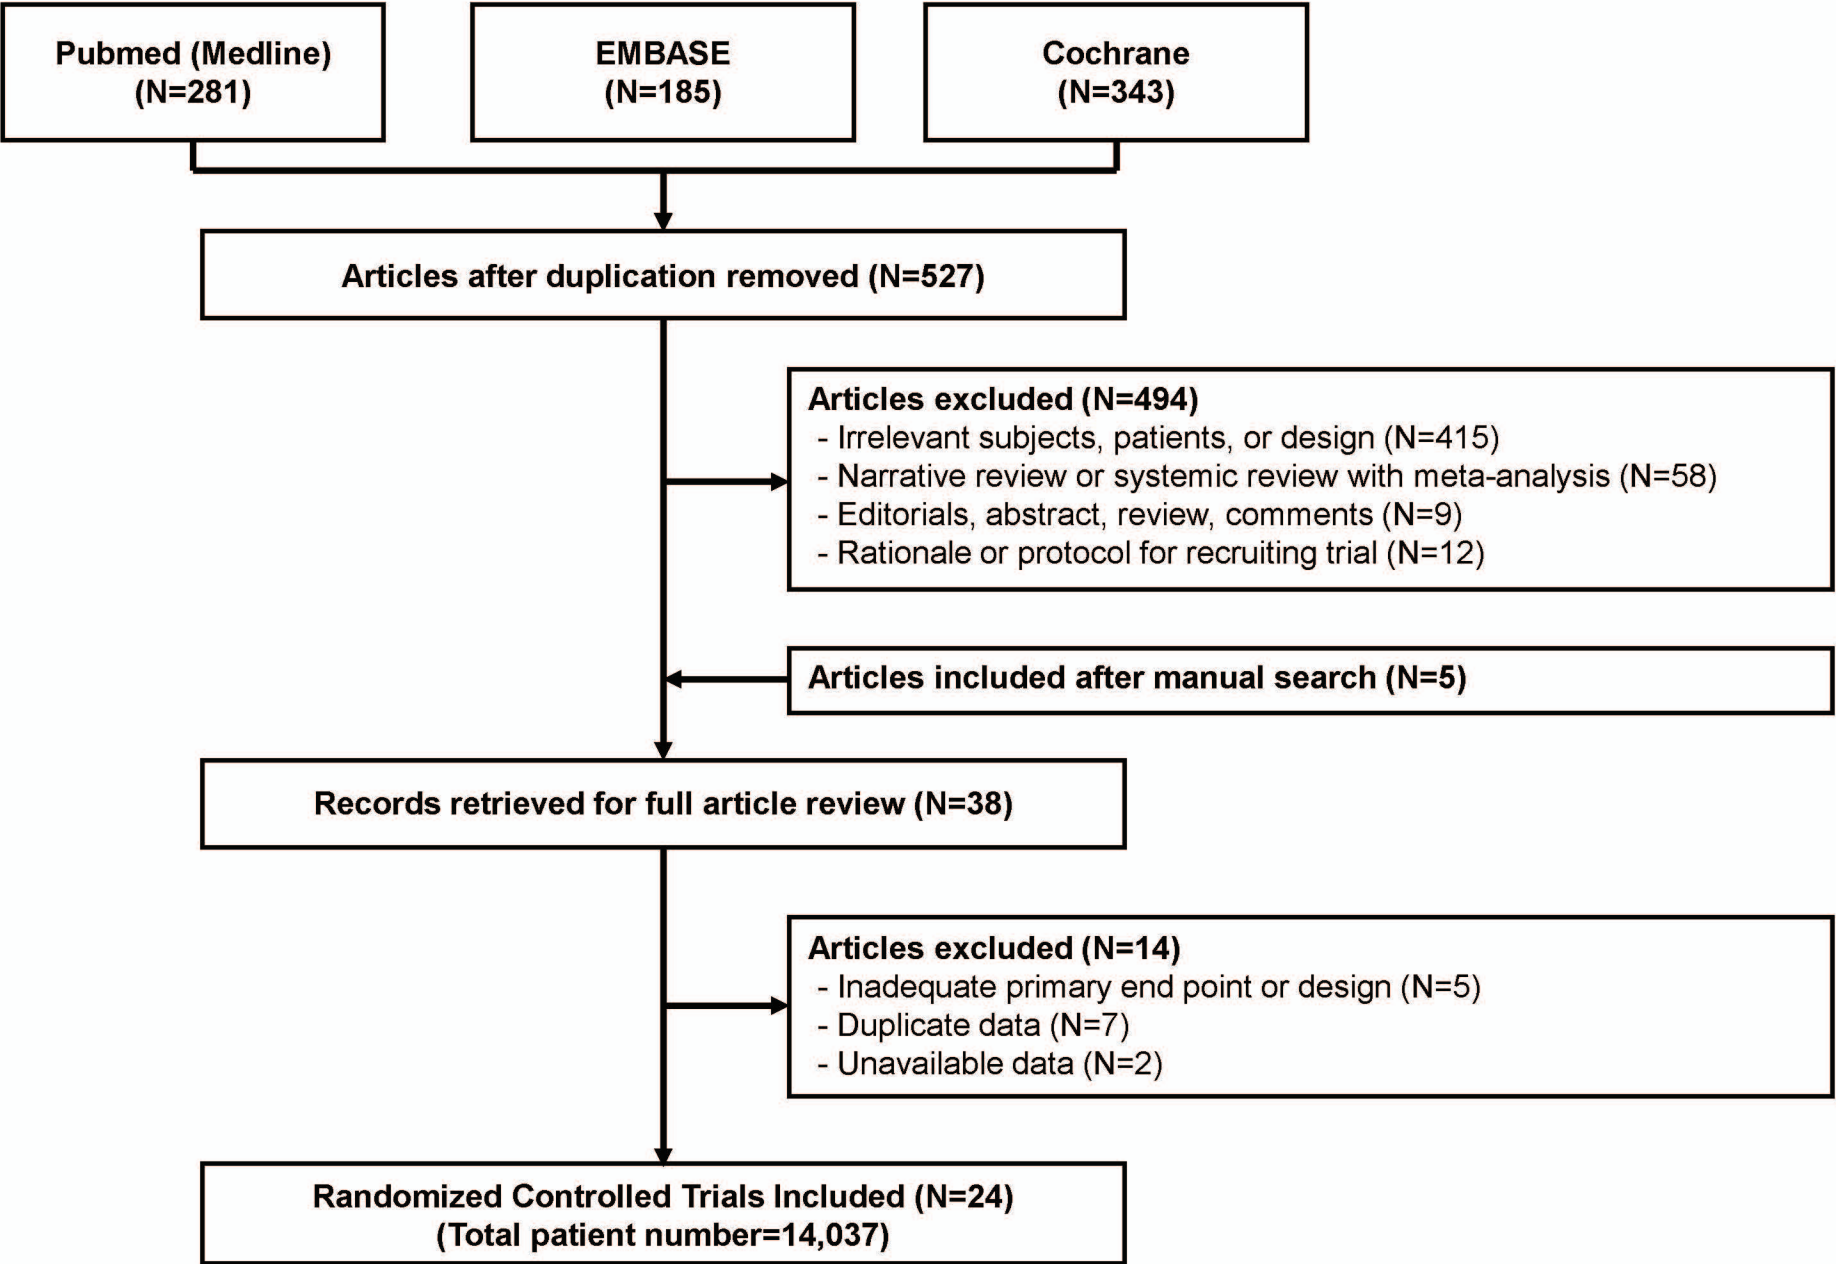 Pubmed (Medline)
(N=281)
EMBASE
(N=185)
Cochrane
(N=343)
Articles after duplication removed (N=527)
Articles excluded (N=494)
- Irrelevant subjects, patients, or design (N=415)
- Narrative review or systemic review with meta-analysis (N=58)
- Editorials, abstract, review, comments (N=9)
- Rationale or protocol for recruiting trial (N=12)
Articles included after manual search (N=5)
Records retrieved for full article review (N=38)
Articles excluded (N=14)
- Inadequate primary end point or design (N=5)
- Duplicate data (N=7)
- Unavailable data (N=2)
Randomized Controlled Trials Included (N=24)
(Total patient number=14,037)